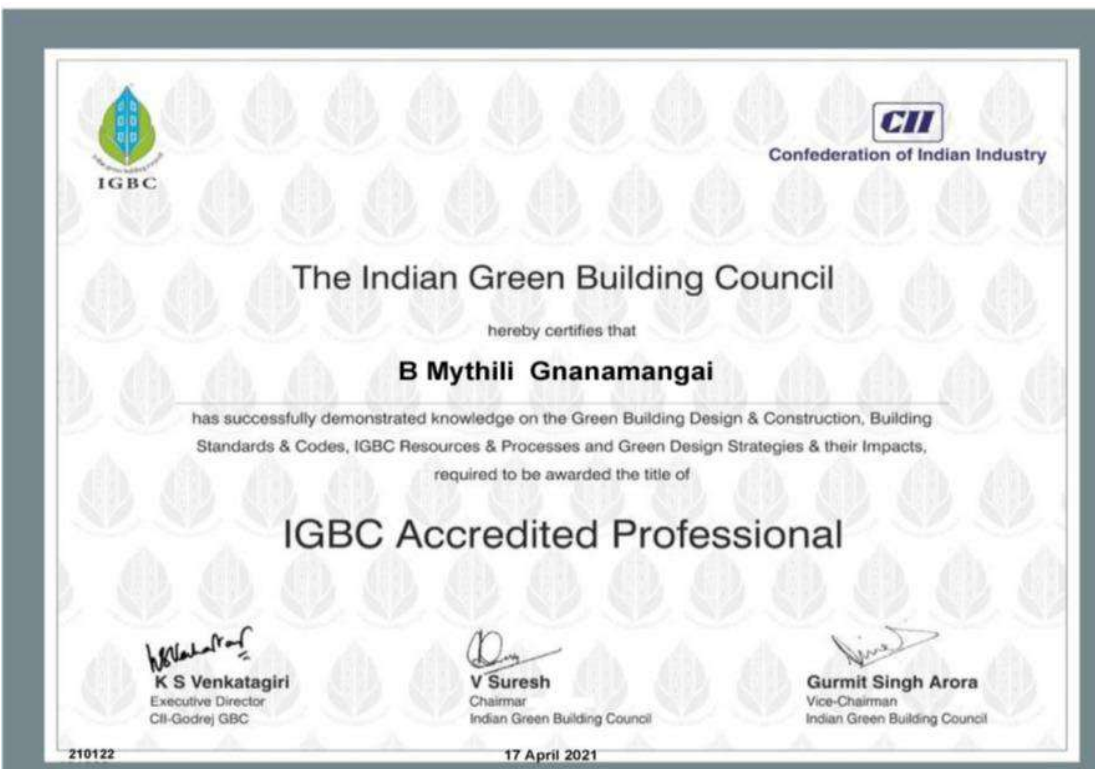 IGBC
CII
Confederation of Indian Industry
The Indian Green Building Council
hereby certifies that
B Mythili Gnanamangai
has successfully demonstrated knowledge on the Green Building Design & Construction, Building
Standards & Codes, IGBC Resources & Processes and Green Design Strategies & their Impacts,
required to be awarded the title of
IGBC Accredited Professional
K S Venkatagiri
Executive Director
CII-Godrej GBC
V Suresh
Chairmar
Indian Green Building Council
Gurmit Singh Arora
Vice-Chairman
Indian Green Building Council
210122
17 April 2021